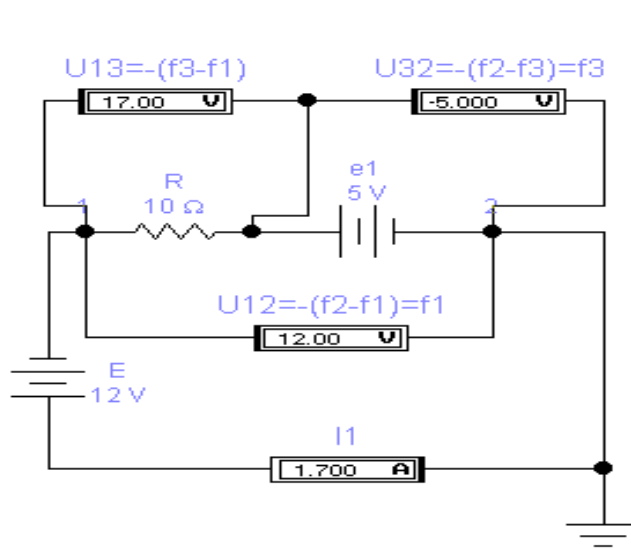 U13=-(f3-f1)
U32=-(f2-f3)=f3
17.00 V
-5.000 V
R
10 Ω
e1
5 V
1
2
U12=-(f2-f1)=f1
12.00 V
E
12 V
I1
1.700 A